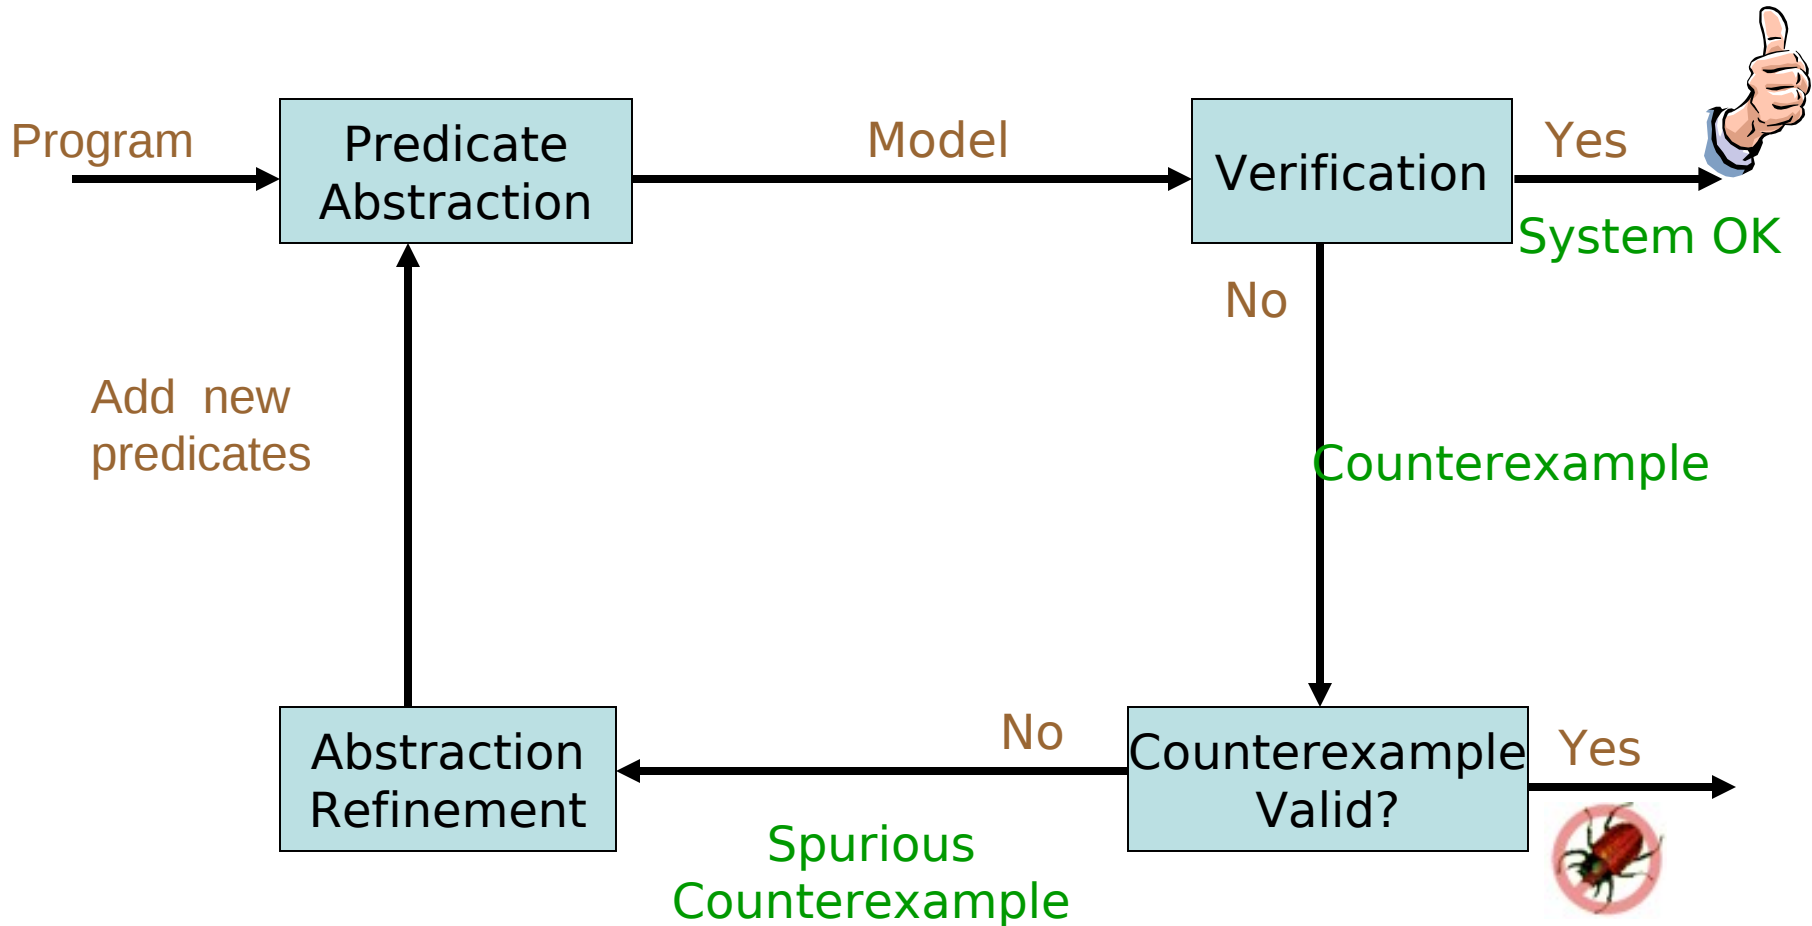 Program
Predicate
Abstraction
Model
Verification
Yes
System OK
No
Add new
predicates
Counterexample
Abstraction
Refinement
No
Spurious
Counterexample
Counterexample
Valid?
Yes